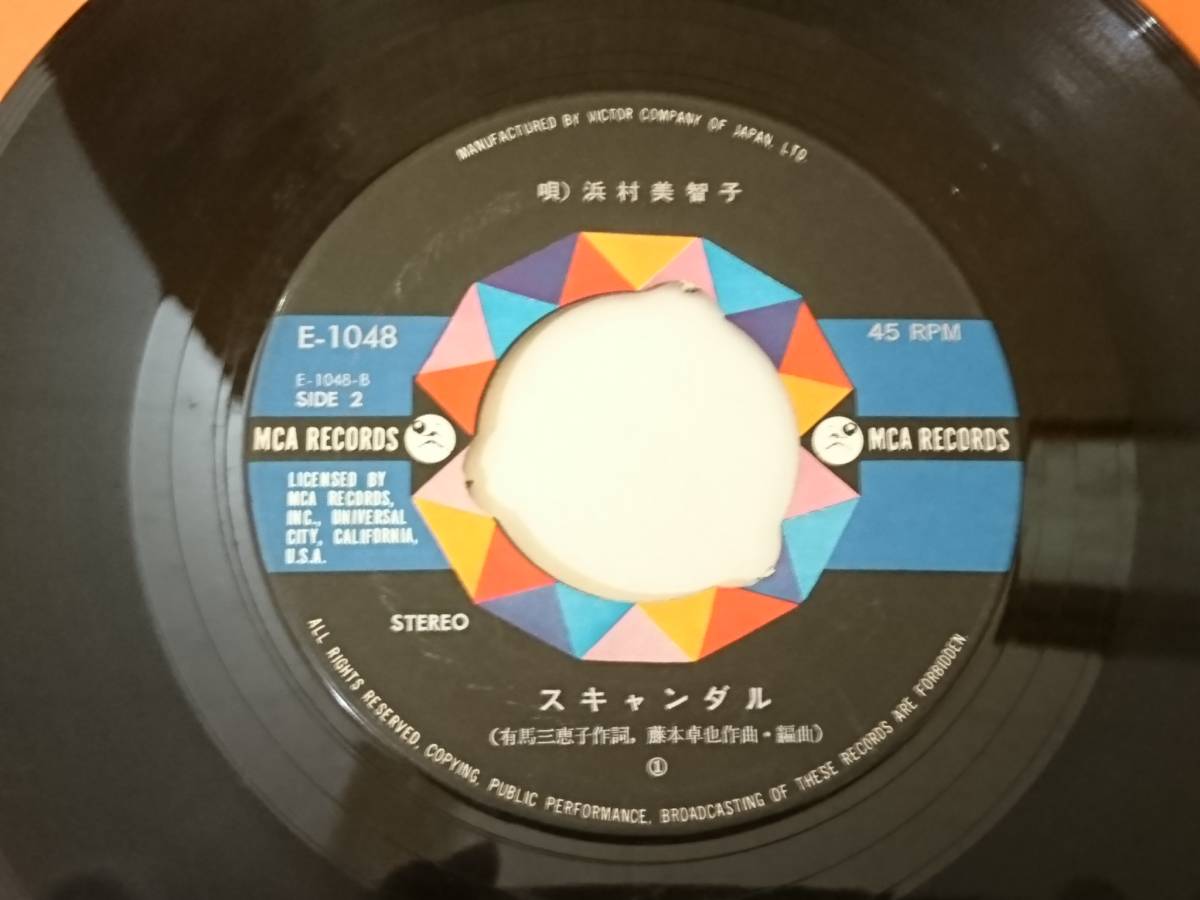 MANUFACTURED BY VICTOR COMPANY OF JAPAN, LTD.
唄）浜村美智子
E-1048
45 RPM
E-1048-B
SIDE 2
MCA RECORDS
MCA RECORDS
LICENSED BY
MCA RECORDS,
INC., UNIVERSAL
CITY, CALIFORNIA,
U.S.A.
STEREO
スキャンダル
（有馬三恵子作詞，藤本卓也作曲・編曲）
①
ALL RIGHTS RESERVED, COPYING, PUBLIC PERFORMANCE, BROADCASTING OF THESE RECORDS ARE FORBIDDEN.